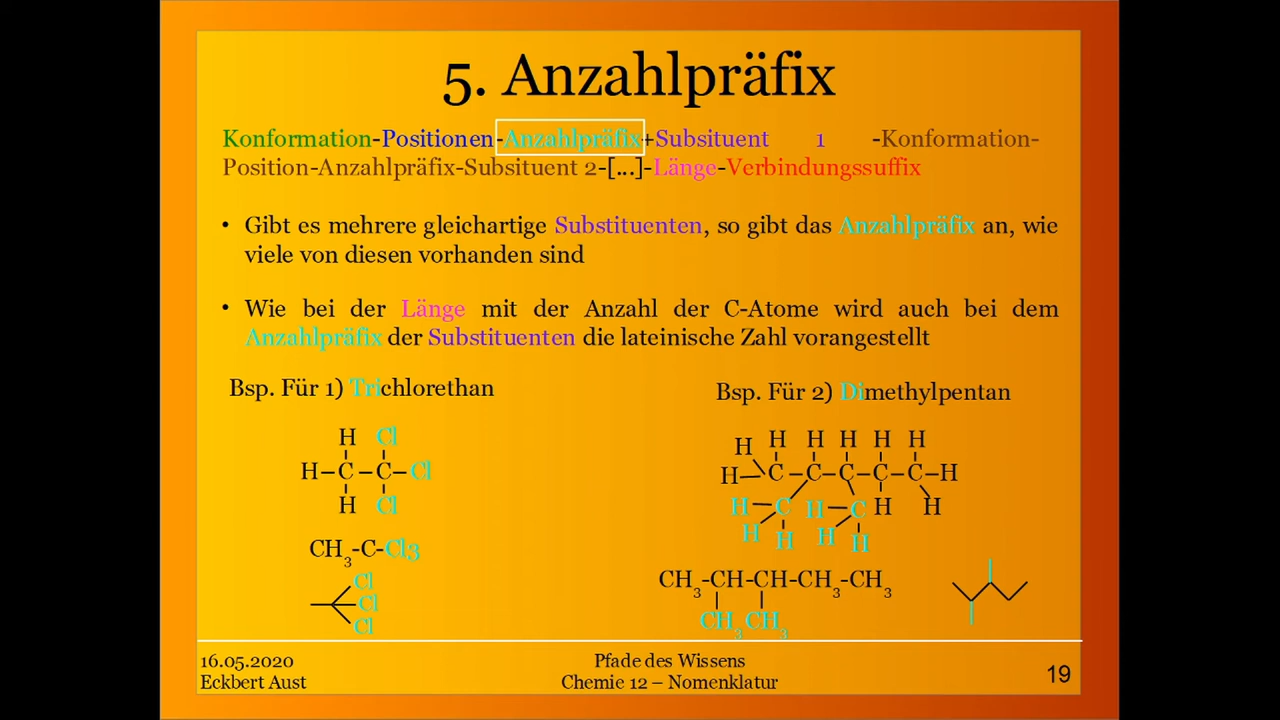 5. Anzahlpräfix
Konformation-Positionen-Anzahlpräfix+Subsituent 1 -Konformation-
Position-Anzahlpräfix-Subsituent 2-[...]-Länge-Verbindungssuffix
• Gibt es mehrere gleichartige Substituenten, so gibt das Anzahlpräfix an, wie
viele von diesen vorhanden sind
• Wie bei der Länge mit der Anzahl der C-Atome wird auch bei dem
Anzahlpräfix der Substituenten die lateinische Zahl vorangestellt
Bsp. Für 1) Trichlorethan
H Cl
H–C–C–Cl
H Cl
CH3-C-Cl3
Cl
Cl
Cl
Bsp. Für 2) Dimethylpentan
H H H H H H
H–C–C–C–C–C–H
H–C H–C H H
H H H H
CH3-CH-CH-CH3-CH3
CH3 CH3
16.05.2020
Eckbert Aust
Pfade des Wissens
Chemie 12 – Nomenklatur
19